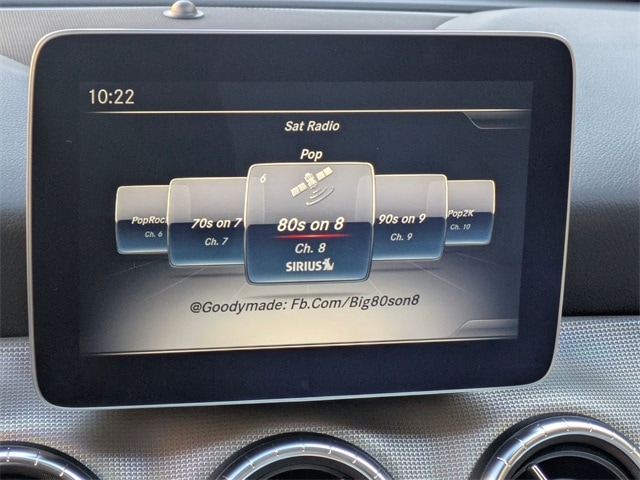 10:22
Sat Radio
Pop
6
PopRock
Ch. 6
70s on 7
Ch. 7
80s on 8
Ch. 8
SIRIUS
90s on 9
Ch. 9
Pop2K
Ch. 10
@Goodymade: Fb.Com/Big80son8